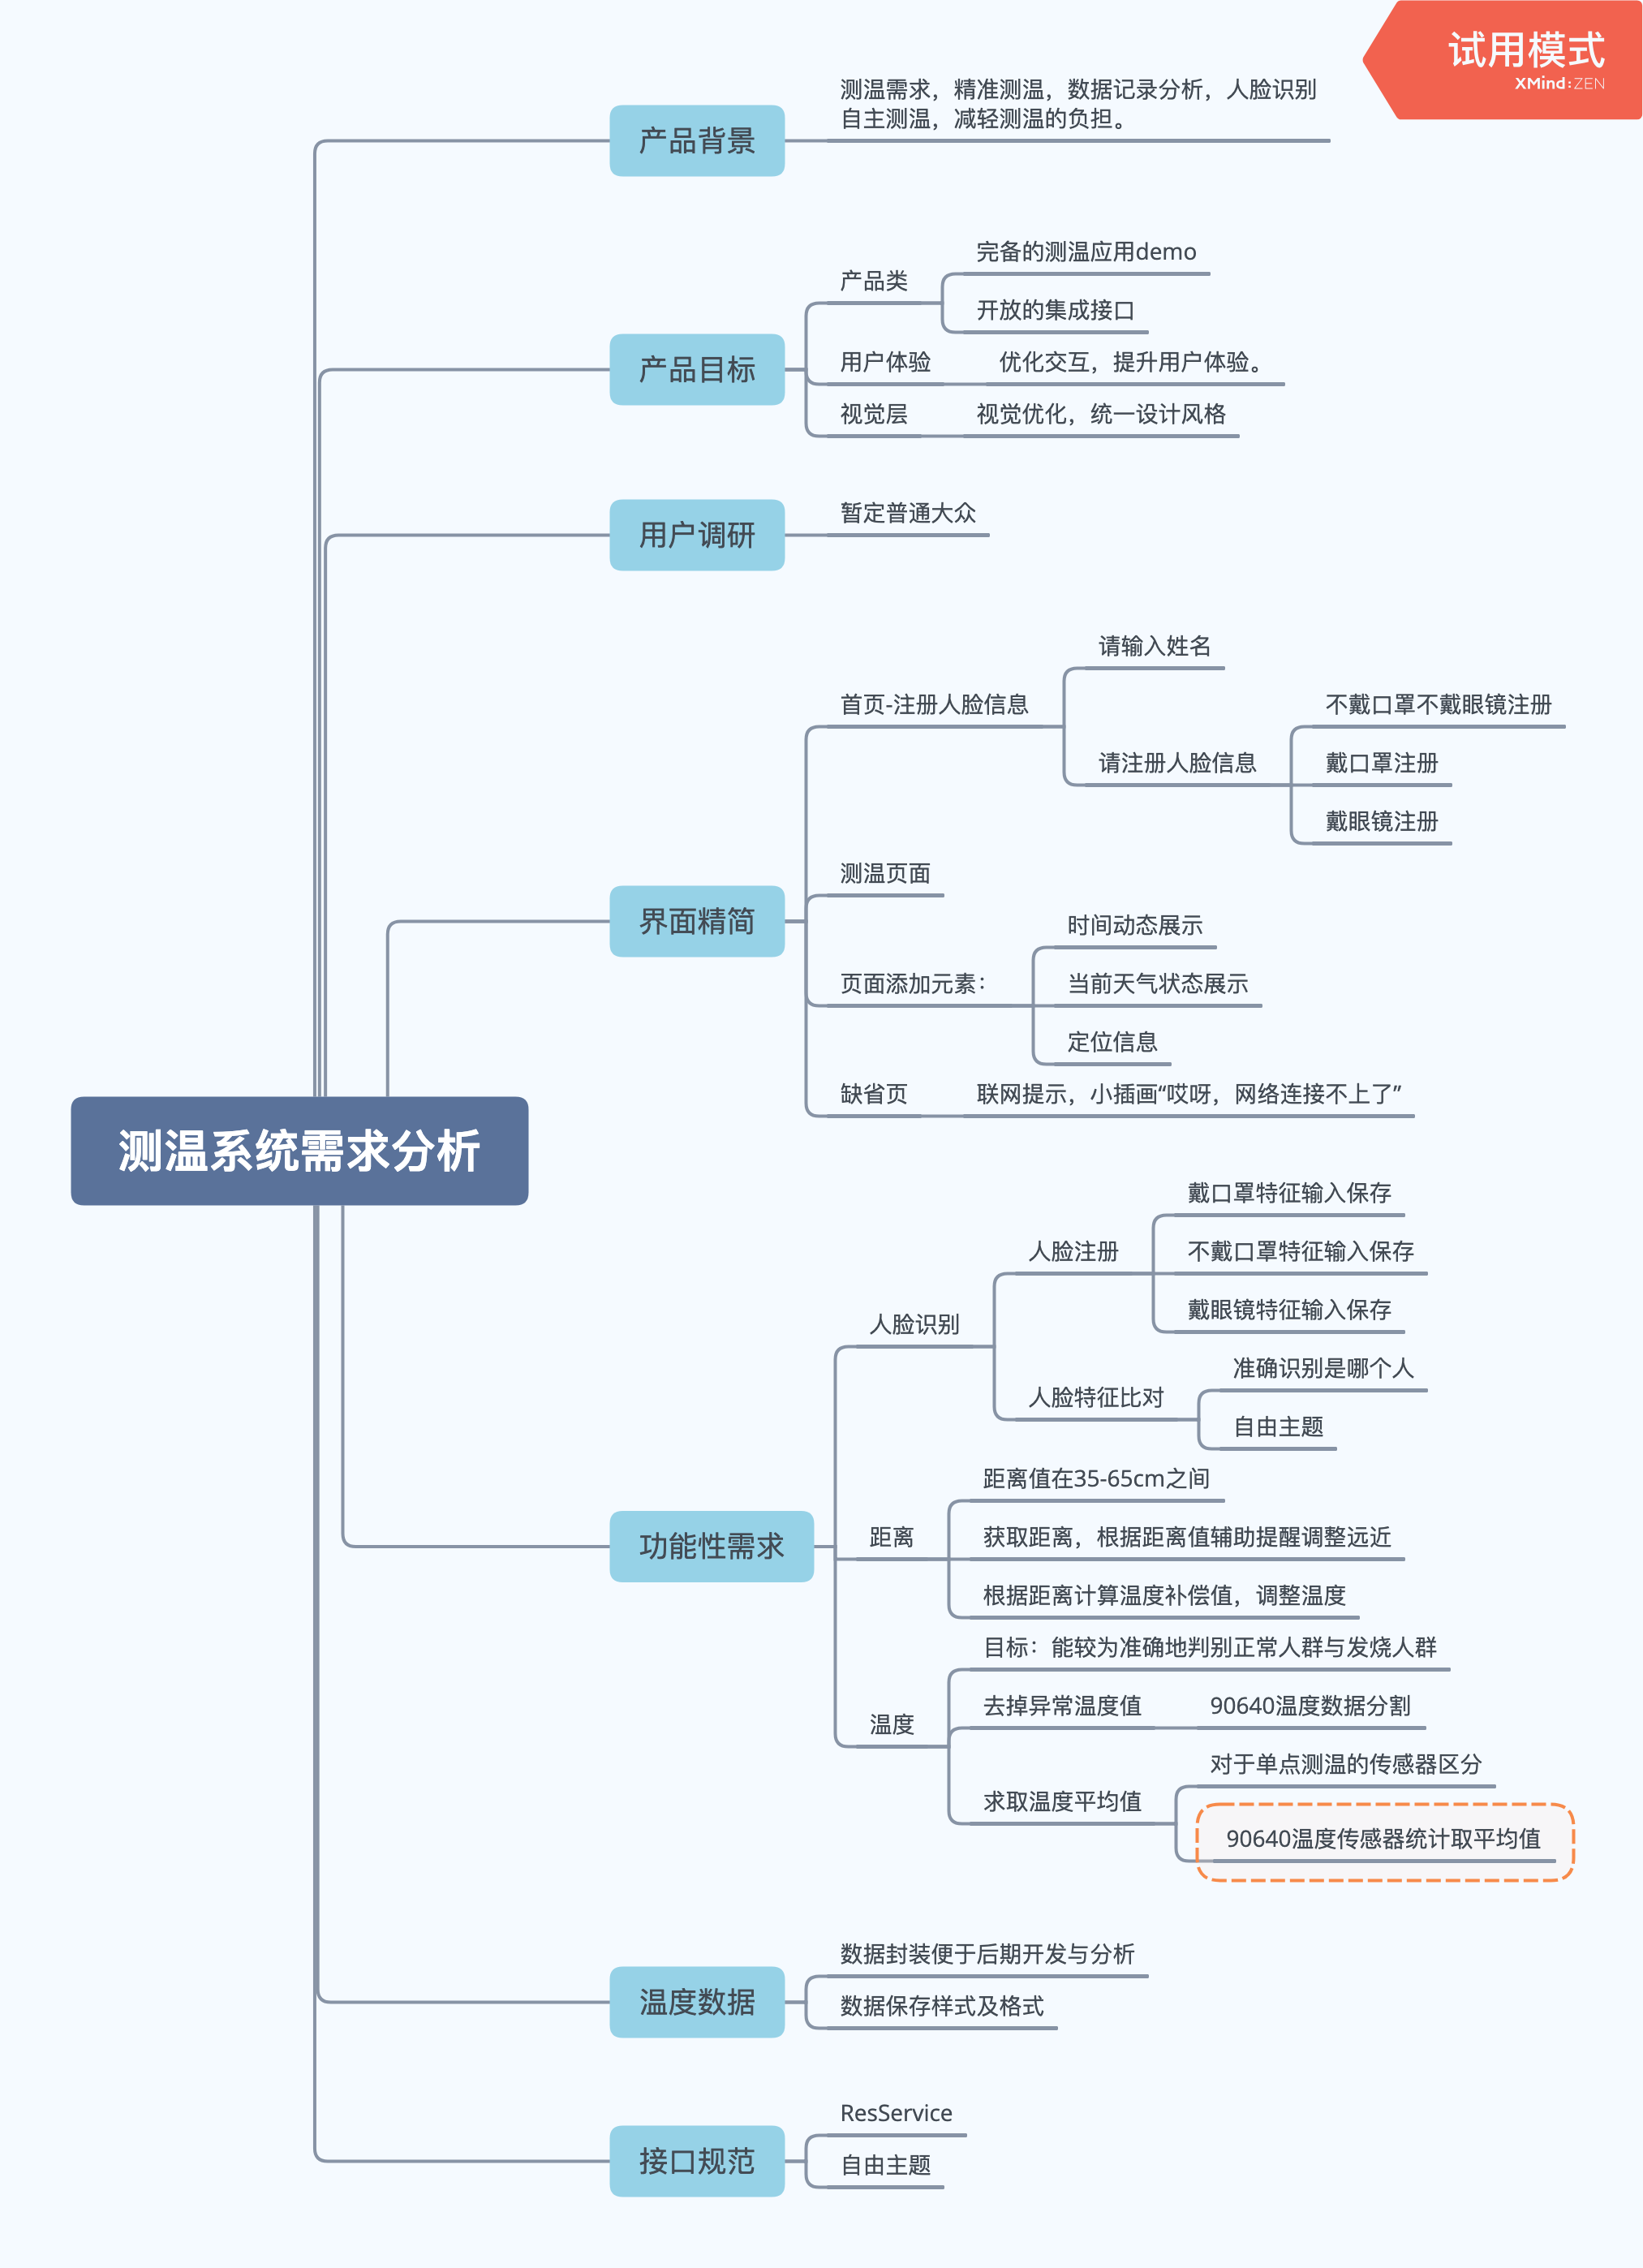 试用模式
XMind:ZEN
测温需求，精准测温，数据记录分析，人脸识别
自主测温，减轻测温的负担。
产品背景
完备的测温应用demo
产品类
开放的集成接口
产品目标
用户体验
优化交互，提升用户体验。
视觉层
视觉优化，统一设计风格
用户调研
暂定普通大众
请输入姓名
首页-注册人脸信息
不戴口罩不戴眼镜注册
请注册人脸信息
戴口罩注册
戴眼镜注册
测温页面
界面精简
时间动态展示
页面添加元素：
当前天气状态展示
定位信息
缺省页
联网提示，小插画“哎呀，网络连接不上了”
测温系统需求分析
戴口罩特征输入保存
人脸注册
不戴口罩特征输入保存
戴眼镜特征输入保存
人脸识别
准确识别是哪个人
人脸特征比对
自由主题
距离值在35-65cm之间
功能性需求
距离
获取距离，根据距离值辅助提醒调整远近
根据距离计算温度补偿值，调整温度
目标：能较为准确地判别正常人群与发烧人群
去掉异常温度值
90640温度数据分割
温度
对于单点测温的传感器区分
求取温度平均值
90640温度传感器统计取平均值
数据封装便于后期开发与分析
温度数据
数据保存样式及格式
ResService
接口规范
自由主题